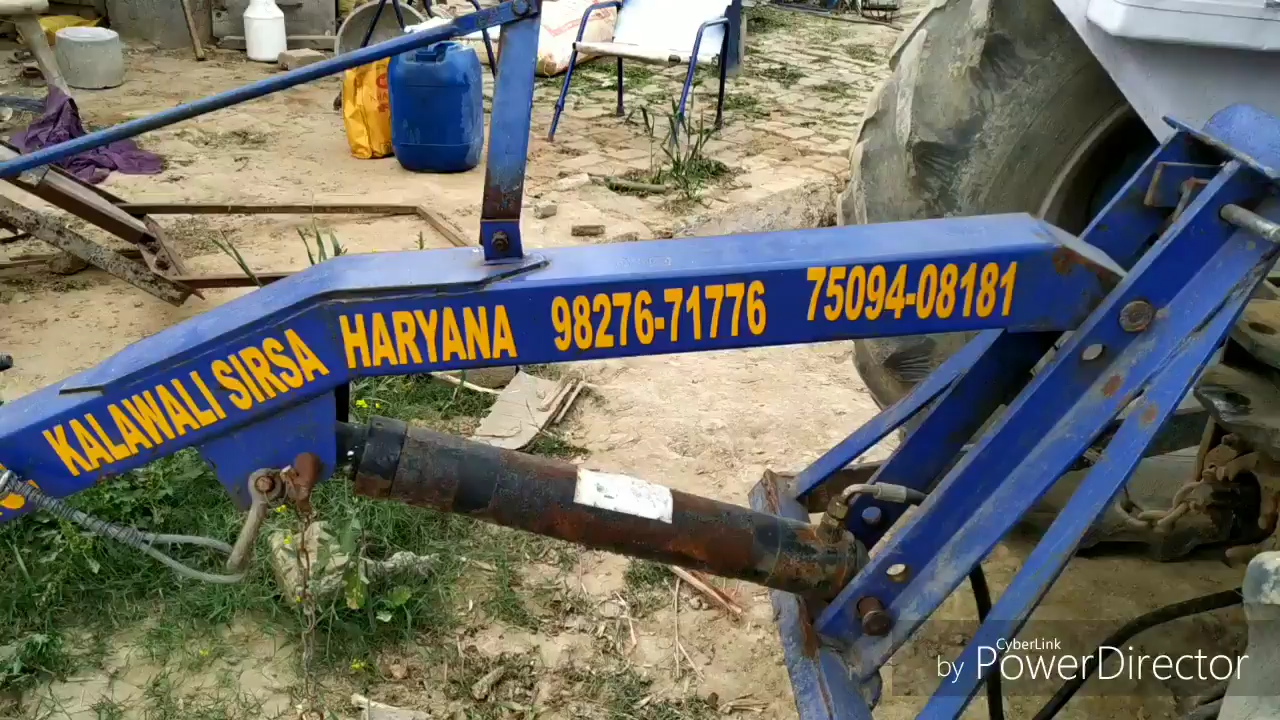 KALAWALI SIRSA HARYANA 98276-71776 75094-08181
CyberLink
by PowerDirector